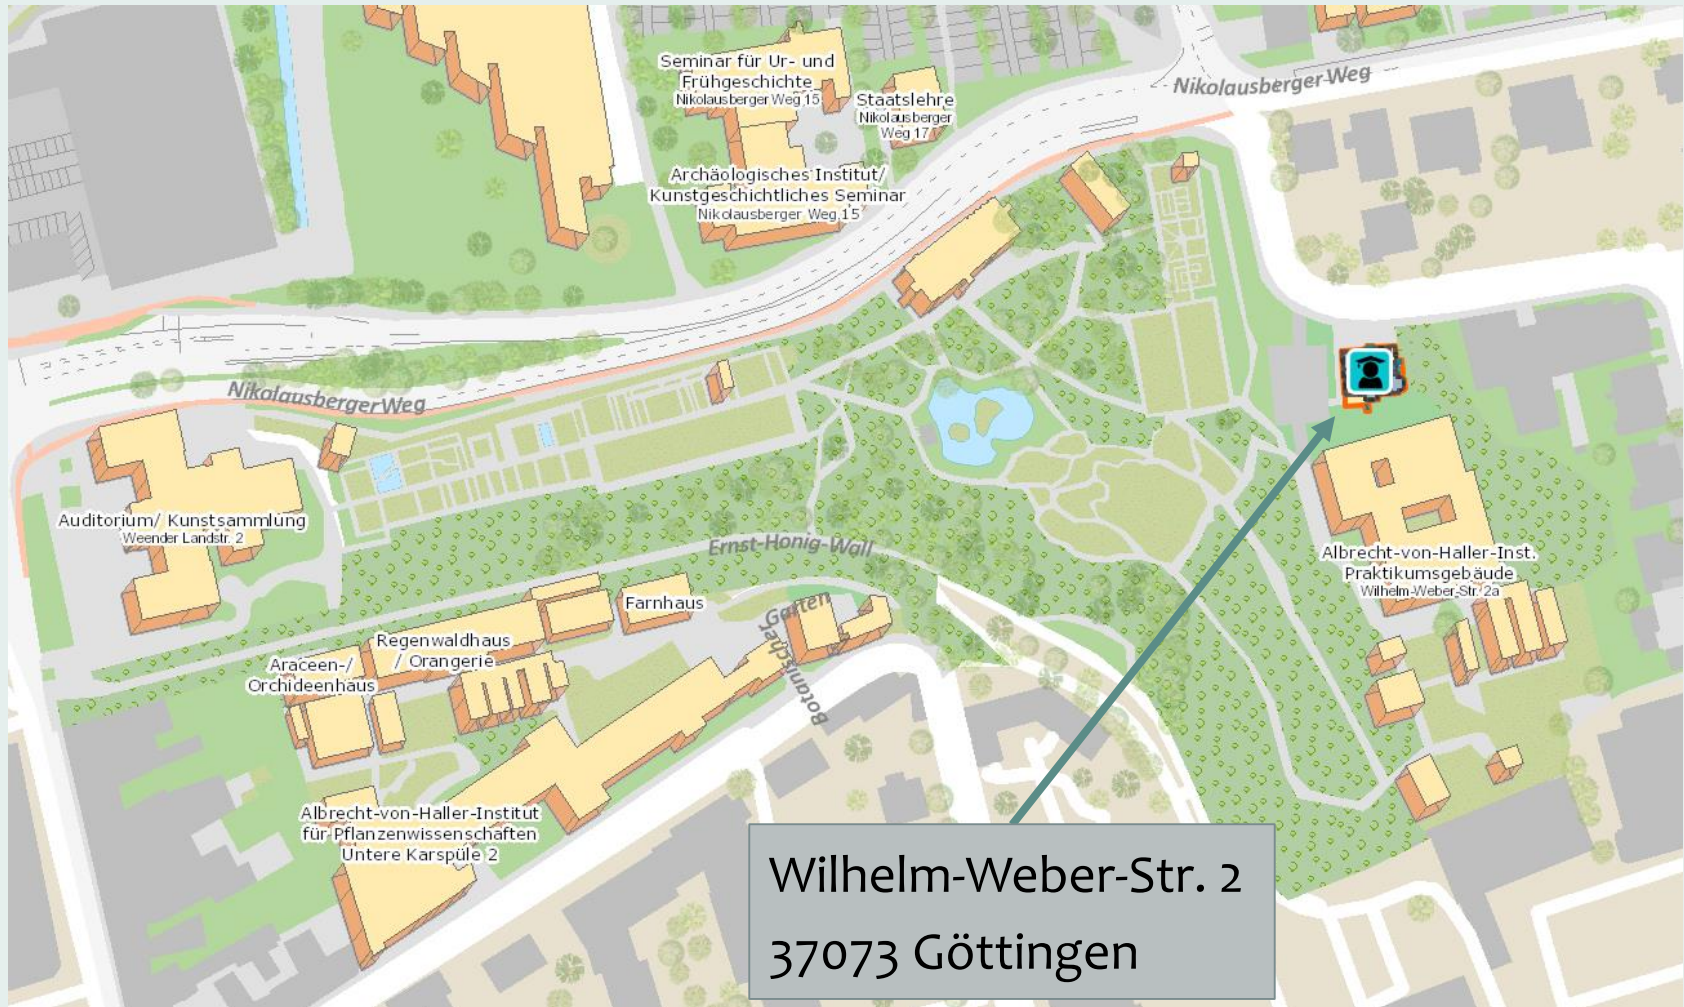 Seminar für Ur- und
Frühgeschichte
Nikolausberger Weg 15
Staatslehre
Nikolausberger
Weg 17
Nikolausberger Weg
Archäologisches Institut/
Kunstgeschichtliches Seminar
Nikolausberger Weg 15
Nikolausberger Weg
Auditorium/ Kunstsammlung
Weender Landstr. 2
Ernst-Honig-Wall
Albrecht-von-Haller-Inst.
Praktikumsgebäude
Wilhelm-Weber-Str. 2a
Farnhaus
Botanischer
Garten
Regenwaldhaus
/ Orangerie
Araceen-/
Orchideenhaus
Albrecht-von-Haller-Institut
für Pflanzenwissenschaften
Untere Karspüle 2
Wilhelm-Weber-Str. 2
37073 Göttingen